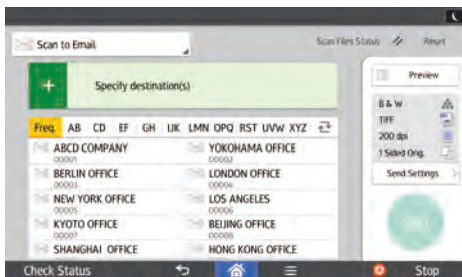 Scan to Email
Scan Files Status
Reset
Specify destination(s)
Preview
B & W
TIFF
200 dpi
1 Sided Orig.
Send Settings
Freq. AB CD EF GH IJK LMN OPQ RST UVW XYZ
ABCD COMPANY
00001
YOKOHAMA OFFICE
00002
BERLIN OFFICE
00003
LONDON OFFICE
00004
NEW YORK OFFICE
00005
LOS ANGELES
00006
KYOTO OFFICE
00007
BEIJING OFFICE
00008
SHANGHAI OFFICE
HONG KONG OFFICE
Check Status
Stop